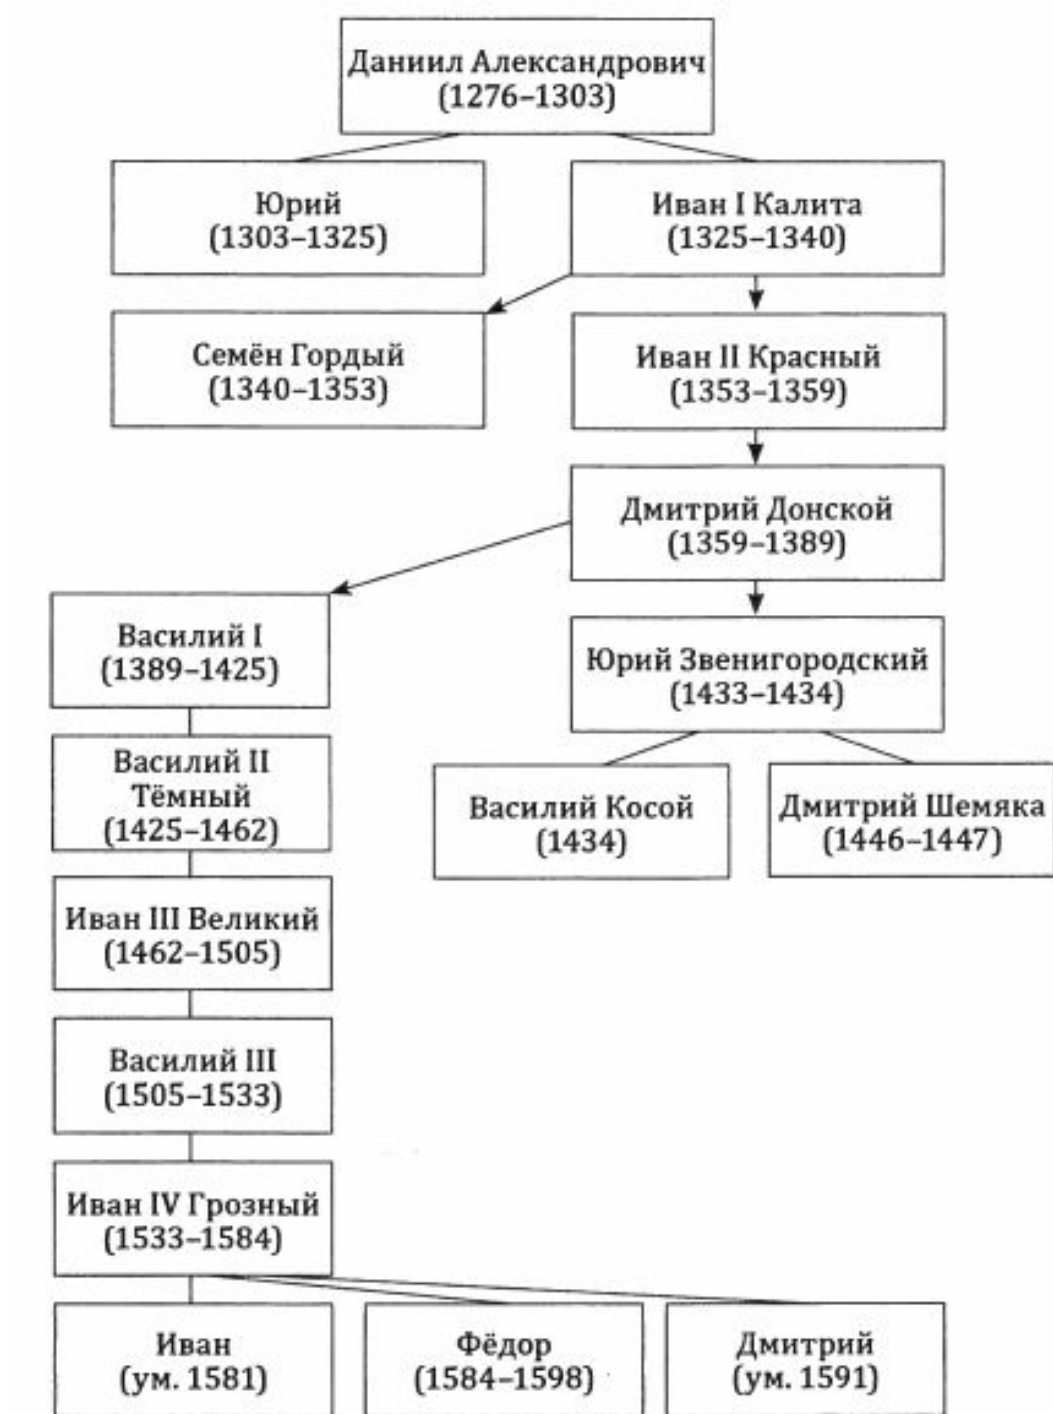 Даниил Александрович
(1276–1303)
Юрий
(1303–1325)
Иван I Калита
(1325–1340)
Семён Гордый
(1340–1353)
Иван II Красный
(1353–1359)
Дмитрий Донской
(1359–1389)
Василий I
(1389–1425)
Юрий Звенигородский
(1433–1434)
Василий II
Тёмный
(1425–1462)
Василий Косой
(1434)
Дмитрий Шемяка
(1446–1447)
Иван III Великий
(1462–1505)
Василий III
(1505–1533)
Иван IV Грозный
(1533–1584)
Иван
(ум. 1581)
Фёдор
(1584–1598)
Дмитрий
(ум. 1591)